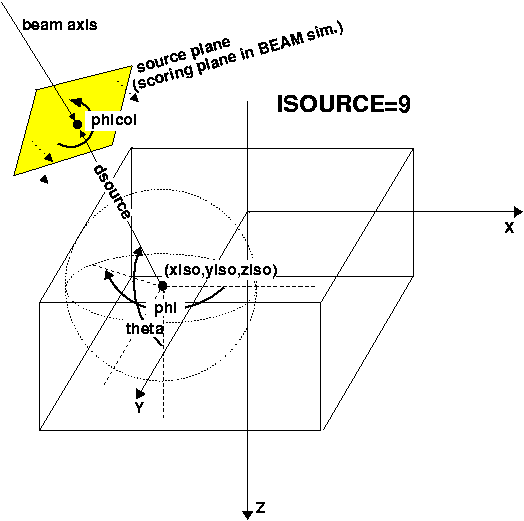 beam axis
source plane
(scoring plane in BEAM sim.)
ISOURCE=9
phicol
dsource
X
(xiso,yiso,ziso)
phi
theta
Y
Z